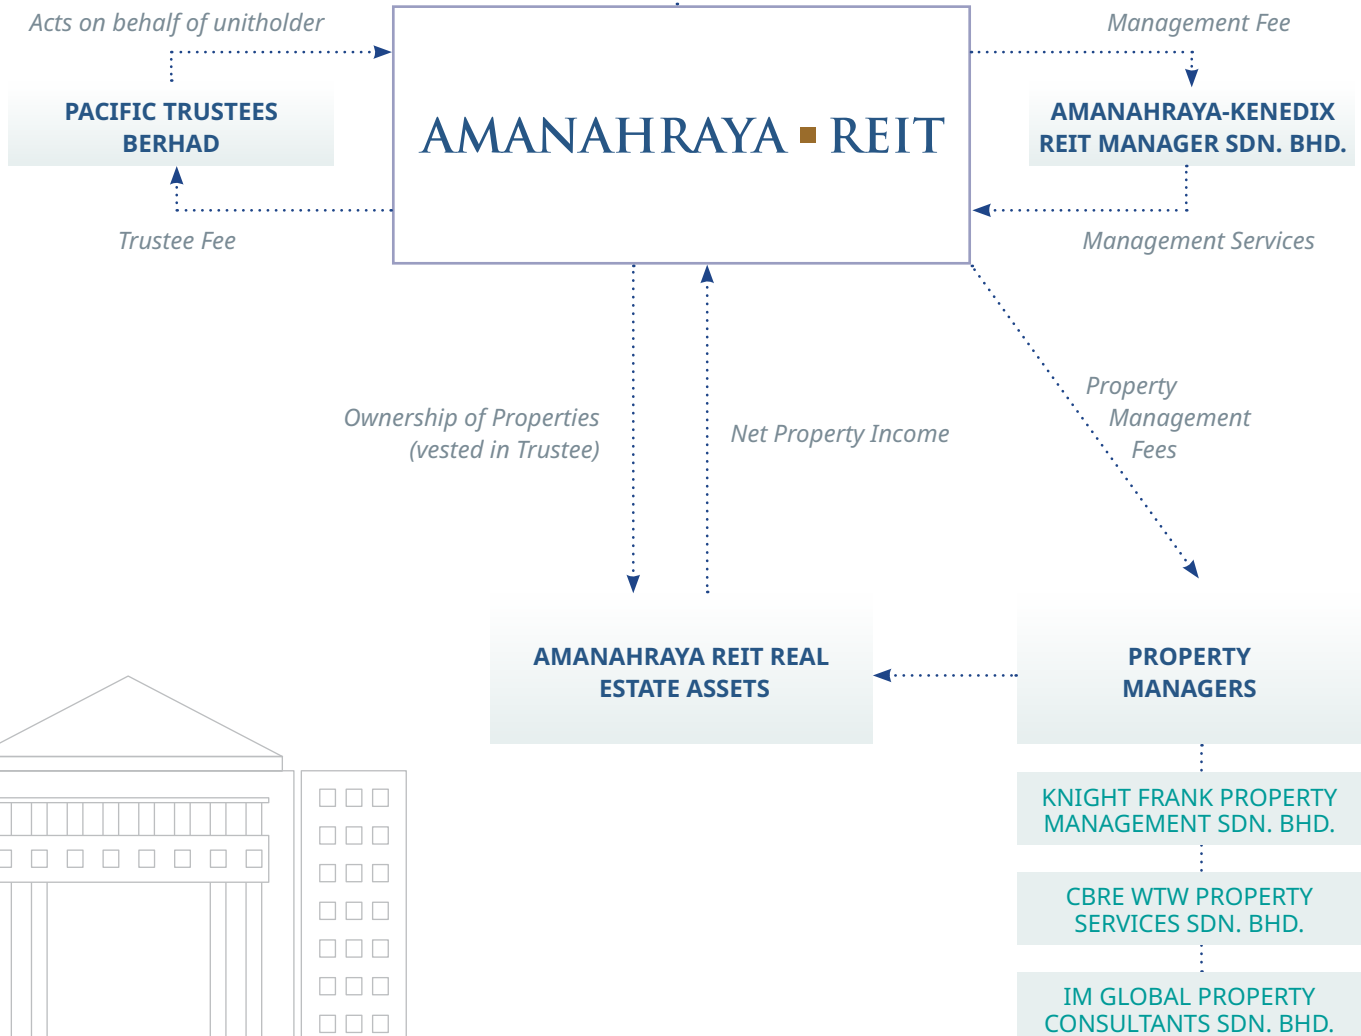 Acts on behalf of unitholder
Management Fee
PACIFIC TRUSTEES
BERHAD
AMANAHRAYA REIT
AMANAHRAYA-KENEDIX
REIT MANAGER SDN. BHD.
Trustee Fee
Management Services
Ownership of Properties
(vested in Trustee)
Net Property Income
Property
Management
Fees
AMANAHRAYA REIT REAL
ESTATE ASSETS
PROPERTY
MANAGERS
KNIGHT FRANK PROPERTY
MANAGEMENT SDN. BHD.
CBRE WTW PROPERTY
SERVICES SDN. BHD.
IM GLOBAL PROPERTY
CONSULTANTS SDN. BHD.